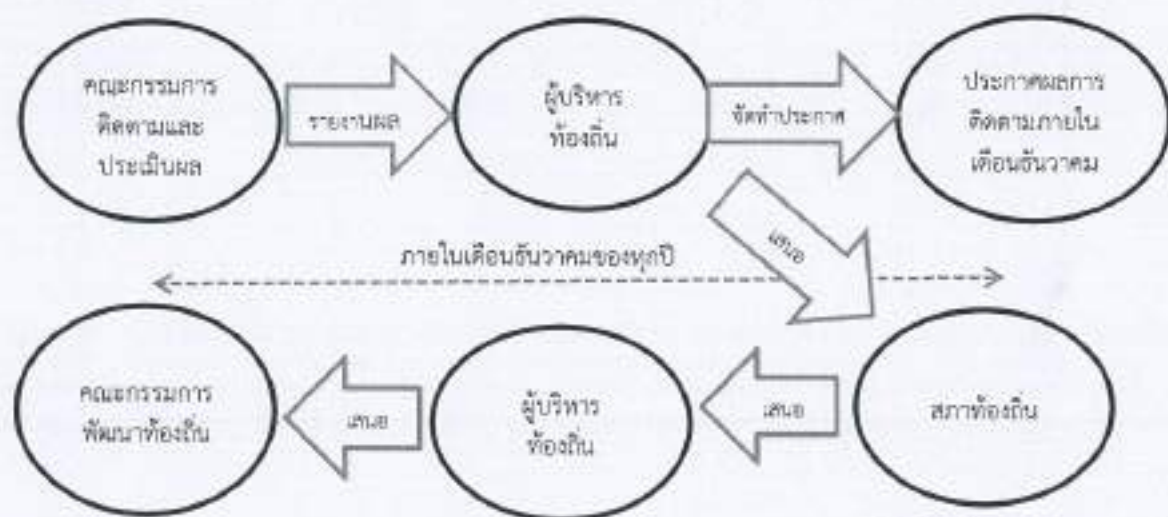 คณะกรรมการ
ติดตามและ
ประเมินผล
รายงานผล
ผู้บริหาร
ท้องถิ่น
จัดทำประกาศ
ประกาศผลการ
ติดตามภายใน
เดือนธันวาคม
เสนอ
ภายในเดือนธันวาคมของทุกปี
คณะกรรมการ
พัฒนาท้องถิ่น
เสนอ
ผู้บริหาร
ท้องถิ่น
เสนอ
สภาท้องถิ่น